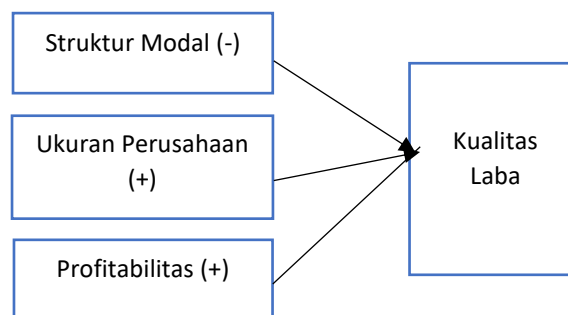 Struktur Modal (-)
Ukuran Perusahaan
(+)
Profitabilitas (+)
Kualitas
Laba